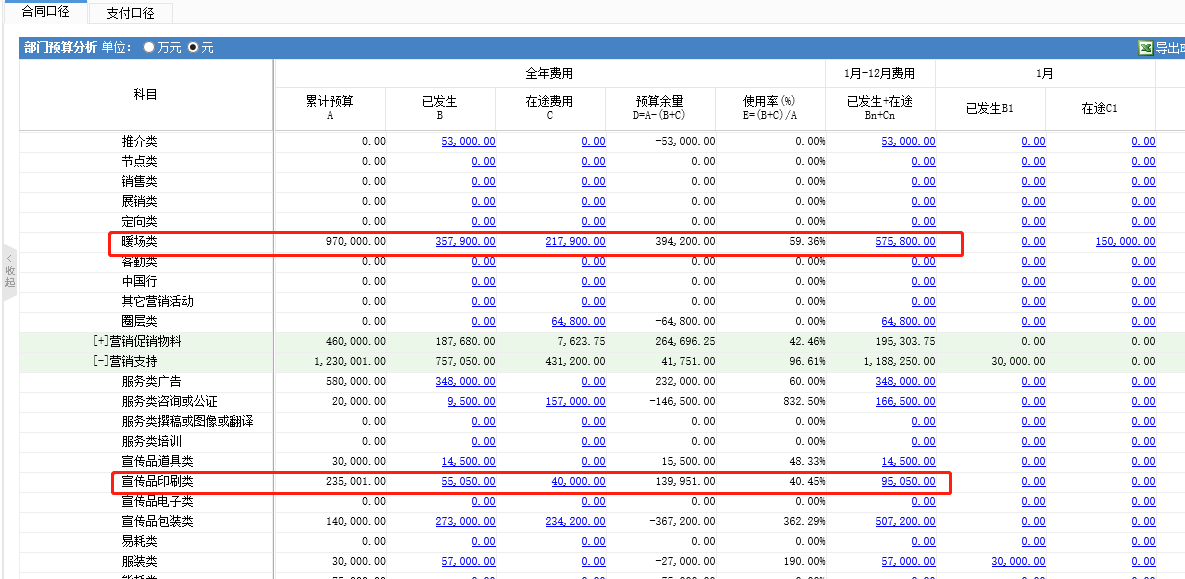 合同口径 支付口径
部门预算分析 单位: 万元 元 导出
科目 全年费用 1月-12月费用 1月
累计预算 已发生 在途费用 预算余量 使用率(%) 已发生+在途 已发生B1 在途C1
A B C D=A-(B+C) E=(B+C)/A Bn+Cn
推介类 0.00 53,000.00 0.00 -53,000.00 0.00% 53,000.00 0.00 0.00
节点类 0.00 0.00 0.00 0.00 0.00% 0.00 0.00 0.00
销售类 0.00 0.00 0.00 0.00 0.00% 0.00 0.00 0.00
展销类 0.00 0.00 0.00 0.00 0.00% 0.00 0.00 0.00
定向类 0.00 0.00 0.00 0.00 0.00% 0.00 0.00 0.00
暖场类 970,000.00 357,900.00 217,900.00 394,200.00 59.36% 575,800.00 0.00 150,000.00
客勤类 0.00 0.00 0.00 0.00 0.00% 0.00 0.00 0.00
中国行 0.00 0.00 0.00 0.00 0.00% 0.00 0.00 0.00
其它营销活动 0.00 0.00 0.00 0.00 0.00% 0.00 0.00 0.00
圈层类 0.00 0.00 64,800.00 -64,800.00 0.00% 64,800.00 0.00 0.00
[+]营销促销物料 460,000.00 187,680.00 7,623.75 264,696.25 42.46% 195,303.75 0.00 0.00
[-]营销支持 1,230,001.00 757,050.00 431,200.00 41,751.00 96.61% 1,188,250.00 30,000.00 0.00
服务类广告 580,000.00 348,000.00 0.00 232,000.00 60.00% 348,000.00 0.00 0.00
服务类咨询或公证 20,000.00 9,500.00 157,000.00 -146,500.00 832.50% 166,500.00 0.00 0.00
服务类撰稿或图像或翻译 0.00 0.00 0.00 0.00 0.00% 0.00 0.00 0.00
服务类培训 0.00 0.00 0.00 0.00 0.00% 0.00 0.00 0.00
宣传品道具类 30,000.00 14,500.00 0.00 15,500.00 48.33% 14,500.00 0.00 0.00
宣传品印刷类 235,001.00 55,050.00 40,000.00 139,951.00 40.45% 95,050.00 0.00 0.00
宣传品电子类 0.00 0.00 0.00 0.00 0.00% 0.00 0.00 0.00
宣传品包装类 140,000.00 273,000.00 234,200.00 -367,200.00 362.29% 507,200.00 0.00 0.00
易耗类 0.00 0.00 0.00 0.00 0.00% 0.00 0.00 0.00
服装类 30,000.00 57,000.00 0.00 -27,000.00 190.00% 57,000.00 30,000.00 0.00
收起